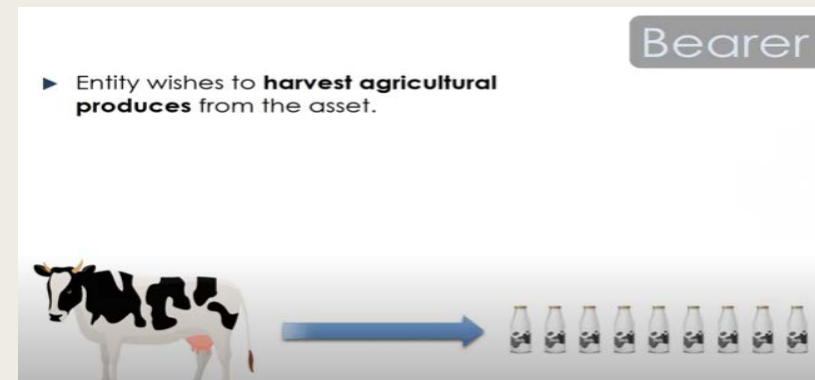 Bearer
► Entity wishes to harvest agricultural
produces from the asset.